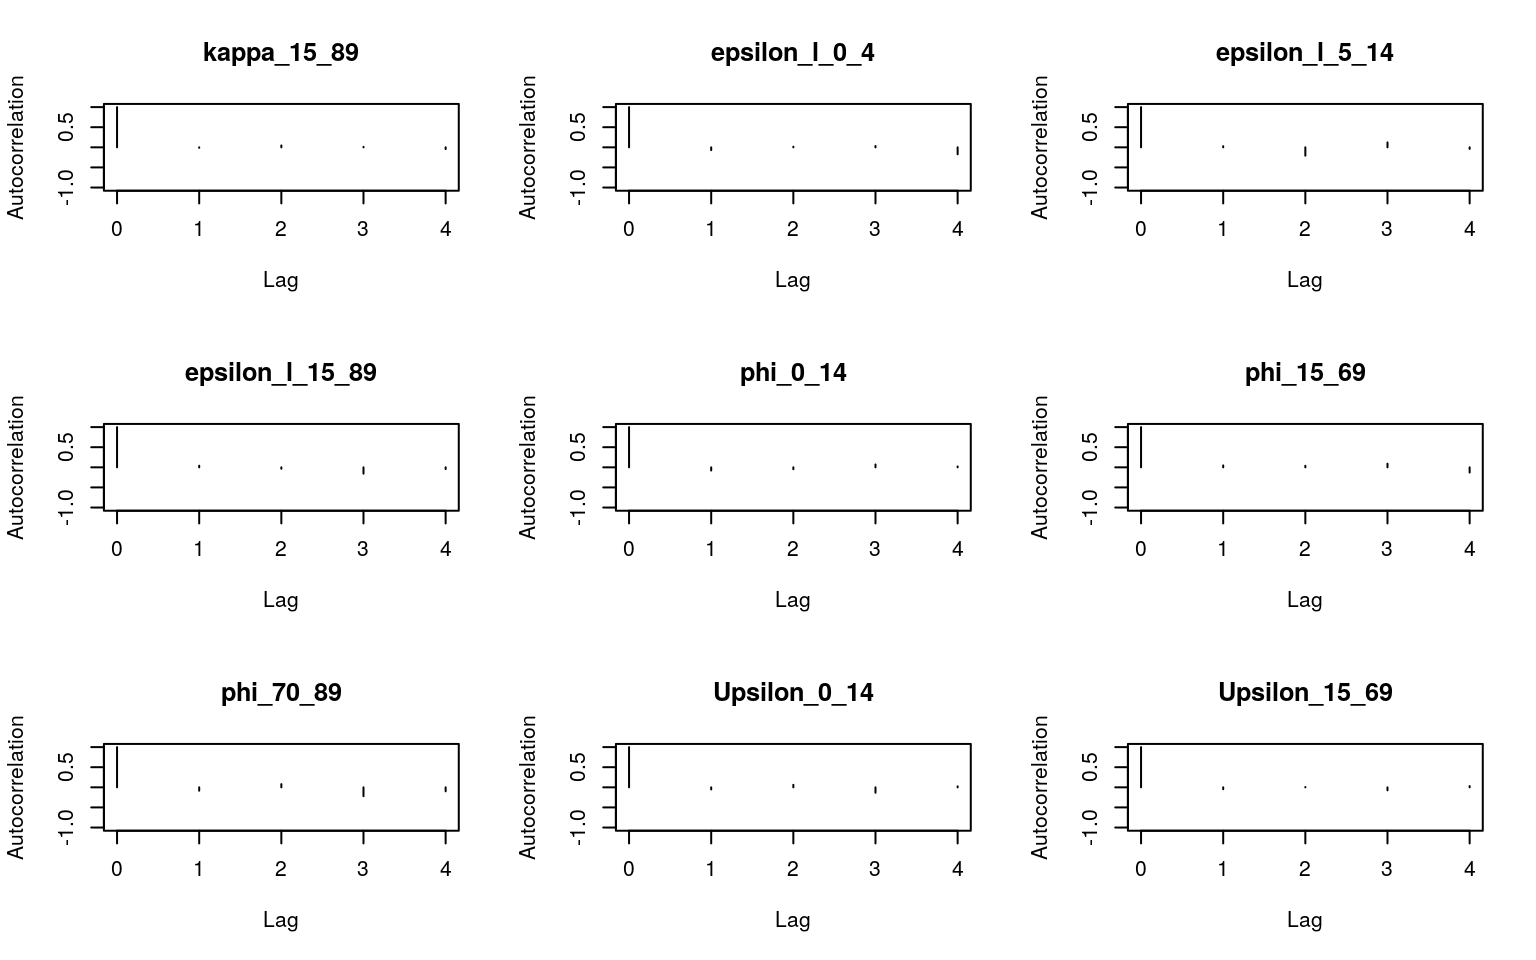 kappa_15_89
Autocorrelation
0.5
-1.0
0 1 2 3 4
Lag
epsilon_l_0_4
Autocorrelation
0.5
-1.0
0 1 2 3 4
Lag
epsilon_l_5_14
Autocorrelation
0.5
-1.0
0 1 2 3 4
Lag
epsilon_l_15_89
Autocorrelation
0.5
-1.0
0 1 2 3 4
Lag
phi_0_14
Autocorrelation
0.5
-1.0
0 1 2 3 4
Lag
phi_15_69
Autocorrelation
0.5
-1.0
0 1 2 3 4
Lag
phi_70_89
Autocorrelation
0.5
-1.0
0 1 2 3 4
Lag
Upsilon_0_14
Autocorrelation
0.5
-1.0
0 1 2 3 4
Lag
Upsilon_15_69
Autocorrelation
0.5
-1.0
0 1 2 3 4
Lag